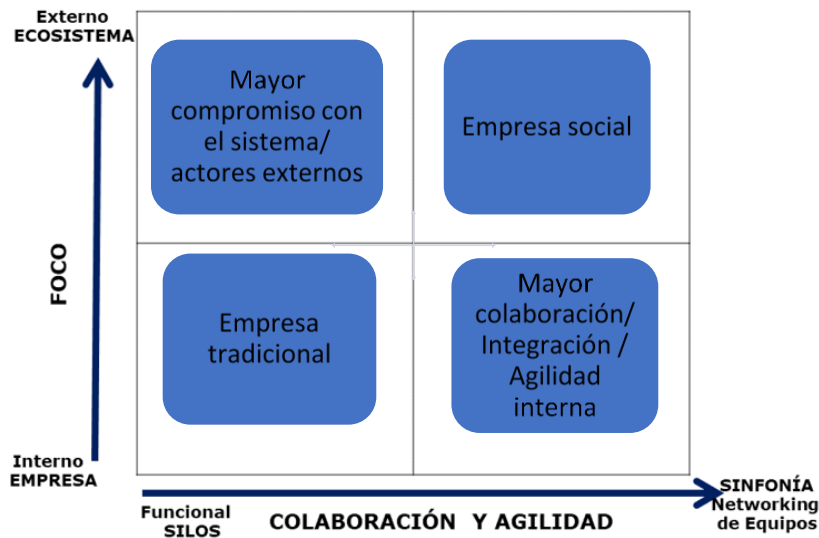 Externo
ECOSISTEMA
Mayor
compromiso con
el sistema/
actores externos
Empresa social
FOCO
Empresa
tradicional
Mayor
colaboración/
Integración /
Agilidad
interna
Interno
EMPRESA
Funcional
SILOS
COLABORACIÓN Y AGILIDAD
SINFONÍA
Networking
de Equipos